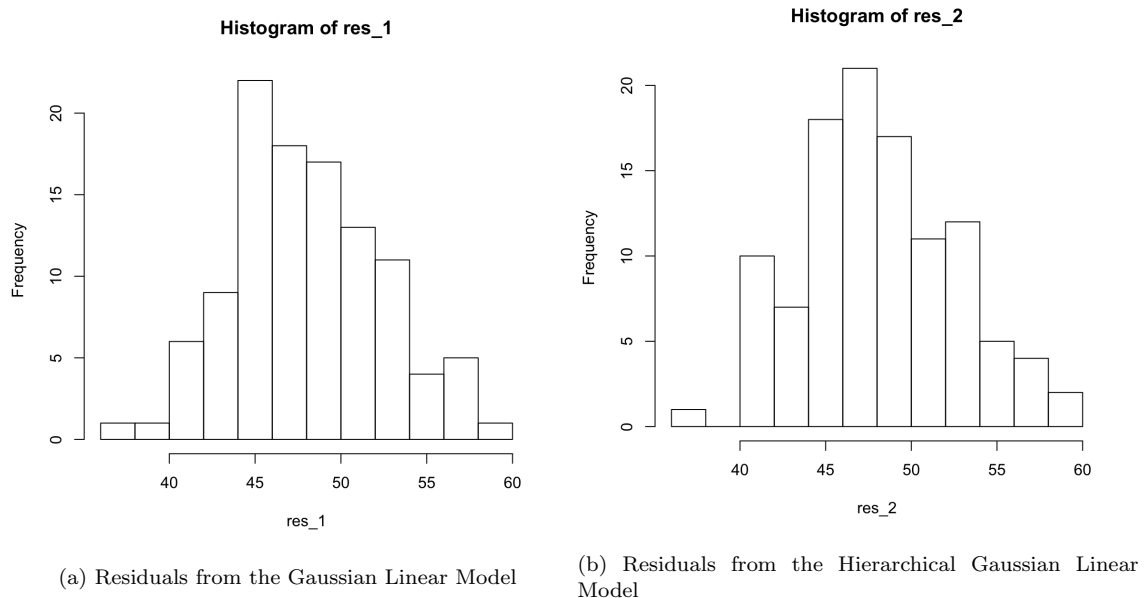 Histogram of res_1
Frequency
20
15
10
5
0
40 45 50 55 60
res_1
(a) Residuals from the Gaussian Linear Model
Histogram of res_2
Frequency
20
15
10
5
0
40 45 50 55 60
res_2
(b) Residuals from the Hierarchical Gaussian Linear
Model